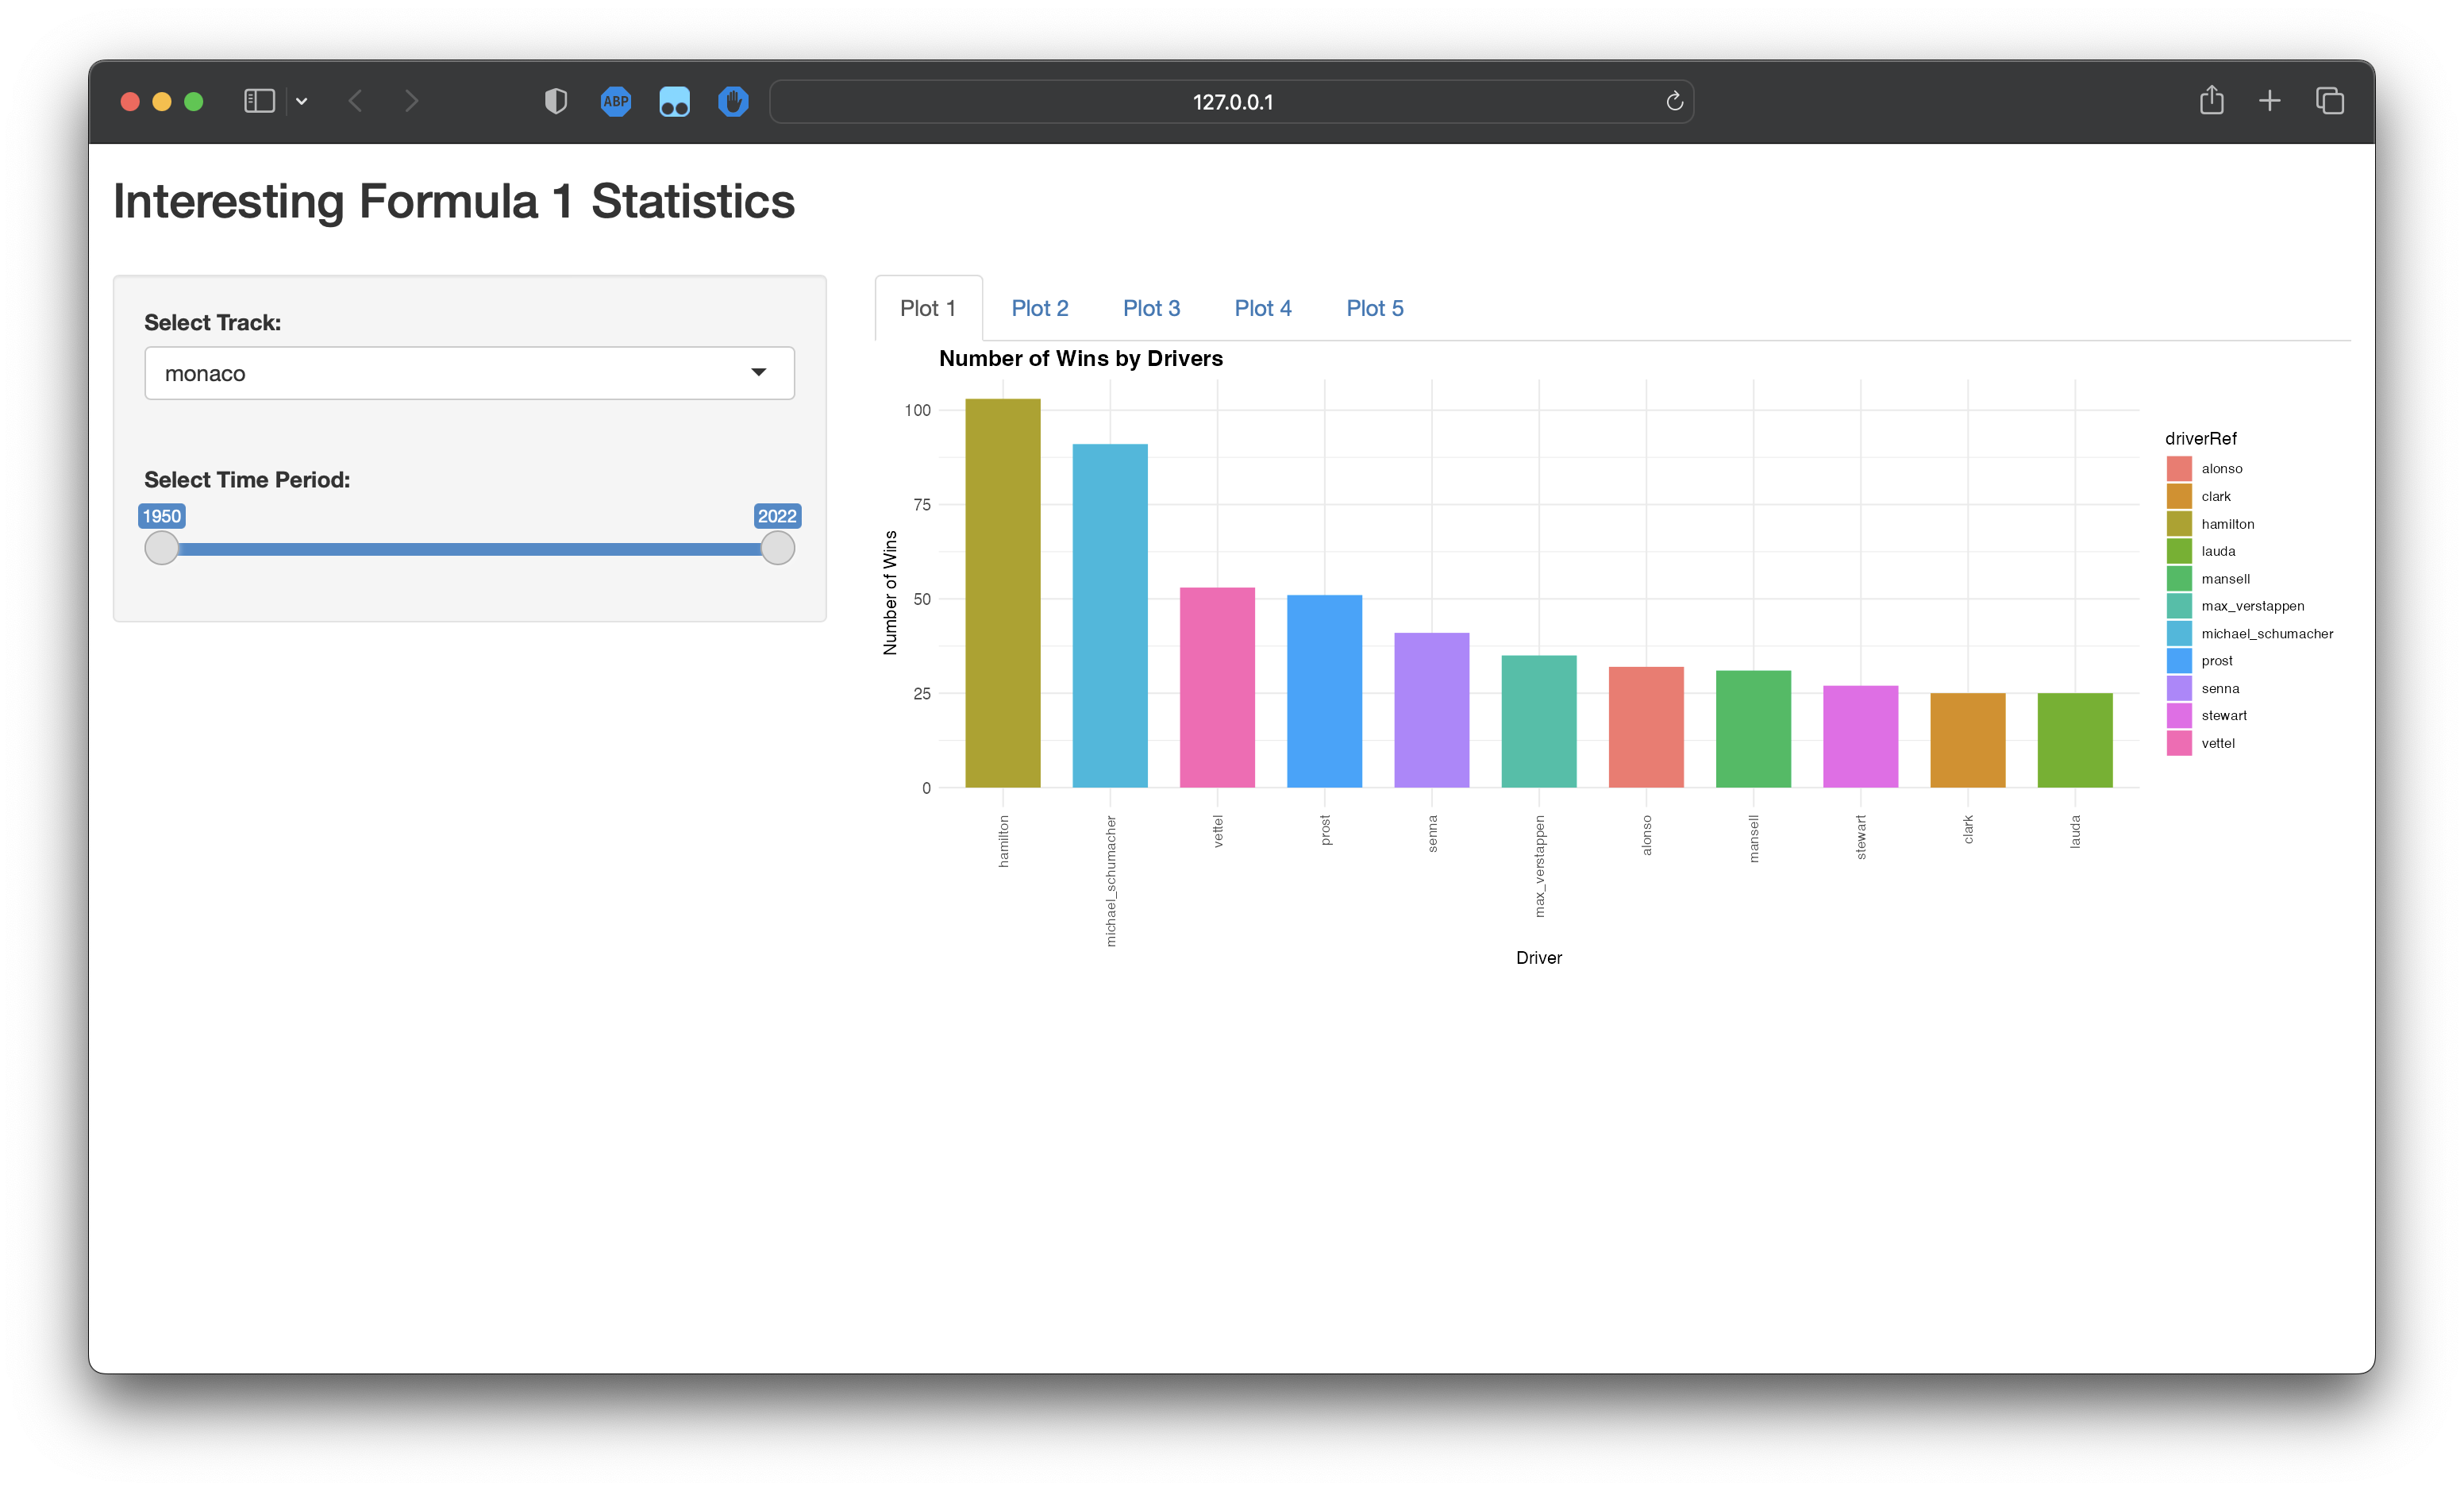 ABP
127.0.0.1
Interesting Formula 1 Statistics
Select Track:
monaco
Select Time Period:
1950
2022
Plot 1
Plot 2
Plot 3
Plot 4
Plot 5
Number of Wins by Drivers
Number of Wins
100
75
50
25
0
hamilton
michael_schumacher
vettel
prost
senna
max_verstappen
alonso
mansell
stewart
clark
lauda
Driver
driverRef
alonso
clark
hamilton
lauda
mansell
max_verstappen
michael_schumacher
prost
senna
stewart
vettel